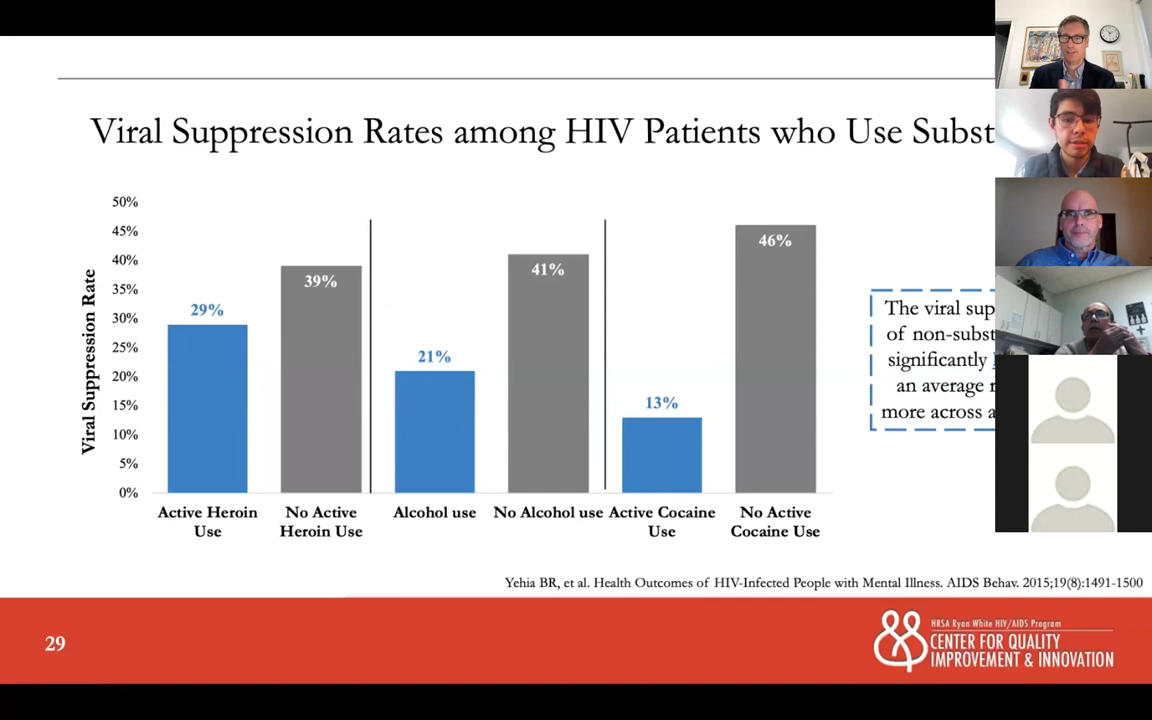 Viral Suppression Rates among HIV Patients who Use Subst
50%
45%
40%
35%
30%
25%
20%
15%
10%
5%
0%
Viral Suppression Rate
29%
39%
21%
41%
13%
46%
Active Heroin Use
No Active Heroin Use
Alcohol use
No Alcohol use
Active Cocaine Use
No Active Cocaine Use
The viral sup
of non-subst
significantly
an average
more across a
Yehia BR, et al. Health Outcomes of HIV-Infected People with Mental Illness. AIDS Behav. 2015;19(8):1491-1500
29
HRSA Ryan White HIV/AIDS Program
CENTER FOR QUALITY
IMPROVEMENT & INNOVATION